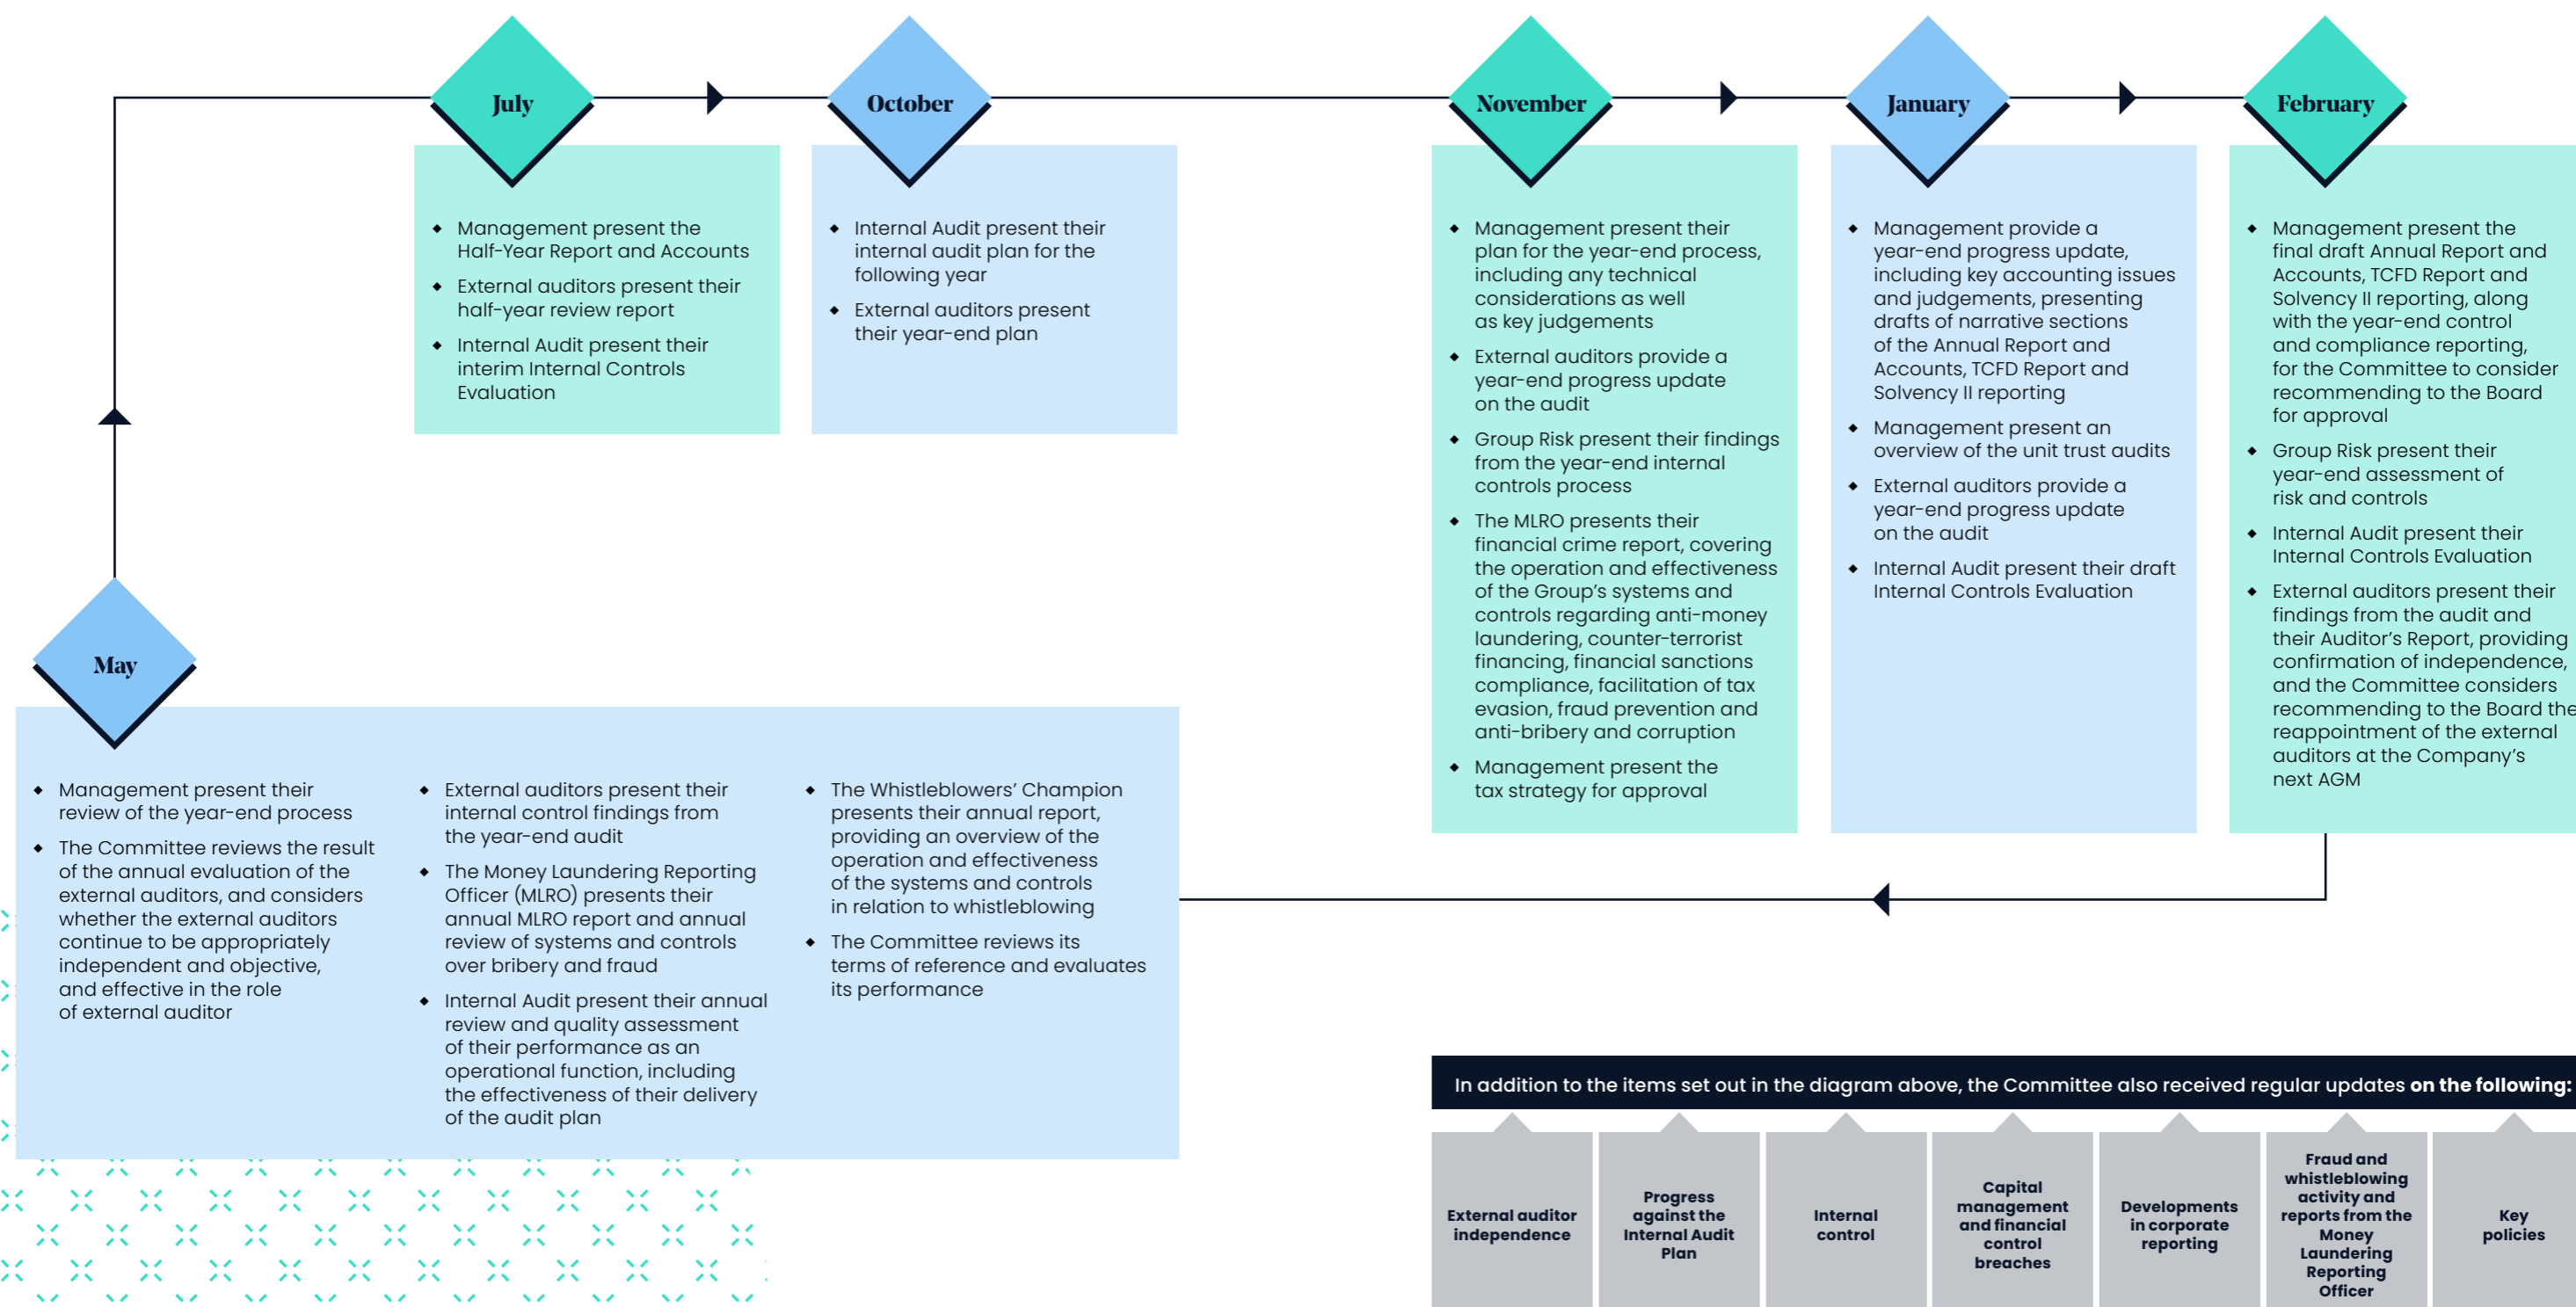 May
Management present their
review of the year-end process
The Committee reviews the result
of the annual evaluation of the
external auditors, and considers
whether the external auditors
continue to be appropriately
independent and objective,
and effective in the role
of external auditor
External auditors present their
internal control findings from
the year-end audit
The Money Laundering Reporting
Officer (MLRO) presents their
annual MLRO report and annual
review of systems and controls
over bribery and fraud
Internal Audit present their annual
review and quality assessment
of their performance as an
operational function, including
the effectiveness of their delivery
of the audit plan
The Whistleblowers’ Champion
presents their annual report,
providing an overview of the
operation and effectiveness
of the systems and controls
in relation to whistleblowing
The Committee reviews its
terms of reference and evaluates
its performance
July
Management present the
Half-Year Report and Accounts
External auditors present their
half-year review report
Internal Audit present their
interim Internal Controls
Evaluation
October
Internal Audit present their
internal audit plan for the
following year
External auditors present
their year-end plan
November
Management present their
plan for the year-end process,
including any technical
considerations as well
as key judgements
External auditors provide a
year-end progress update
on the audit
Group Risk present their findings
from the year-end internal
controls process
The MLRO presents their
financial crime report, covering
the operation and effectiveness
of the Group’s systems and
controls regarding anti-money
laundering, counter-terrorist
financing, financial sanctions
compliance, facilitation of tax
evasion, fraud prevention and
anti-bribery and corruption
Management present the
tax strategy for approval
January
Management provide a
year-end progress update,
including key accounting issues
and judgements, presenting
drafts of narrative sections
of the Annual Report and
Accounts, TCFD Report and
Solvency II reporting
Management present an
overview of the unit trust audits
External auditors provide a
year-end progress update
on the audit
Internal Audit present their draft
Internal Controls Evaluation
February
Management present the
final draft Annual Report and
Accounts, TCFD Report and
Solvency II reporting, along
with the year-end control
and compliance reporting,
for the Committee to consider
recommending to the Board
for approval
Group Risk present their
year-end assessment of
risk and controls
Internal Audit present their
Internal Controls Evaluation
External auditors present their
findings from the audit and
their Auditor’s Report, providing
confirmation of independence,
and the Committee considers
recommending to the Board the
reappointment of the external
auditors at the Company’s
next AGM
In addition to the items set out in the diagram above, the Committee also received regular updates on the following:
External auditor
independence
Progress
against the
Internal Audit
Plan
Internal
control
Capital
management
and financial
control
breaches
Developments
in corporate
reporting
Fraud and
whistleblowing
activity and
reports from the
Money
Laundering
Reporting
Officer
Key
policies